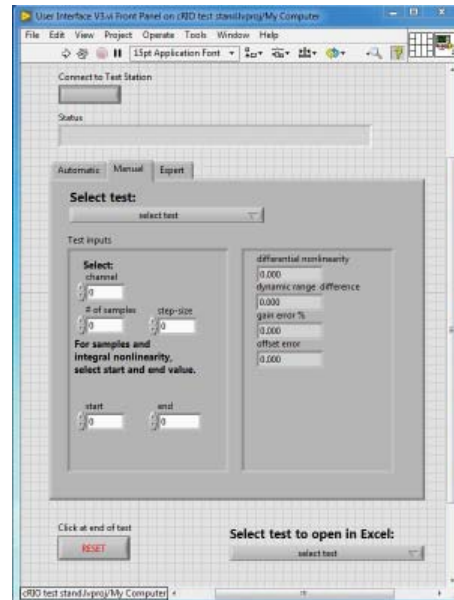 User Interface V3.vi Front Panel on cRIO test stand.lvproj/My Computer
File Edit View Project Operate Tools Window Help
15pt Application Font
Connect to Test Station
Status
Automatic Manual Expert
Select test:
select test
Test inputs
Select:
channel
0
# of samples step-size
0 0
For samples and
integral nonlinearity,
select start and end value.
start end
0 0
differential nonlinearity
0,000
dynamic range difference
0,000
gain error %
0,000
offset error
0,000
Click at end of test
RESET
Select test to open in Excel:
select test
cRIO test stand.lvproj/My Computer